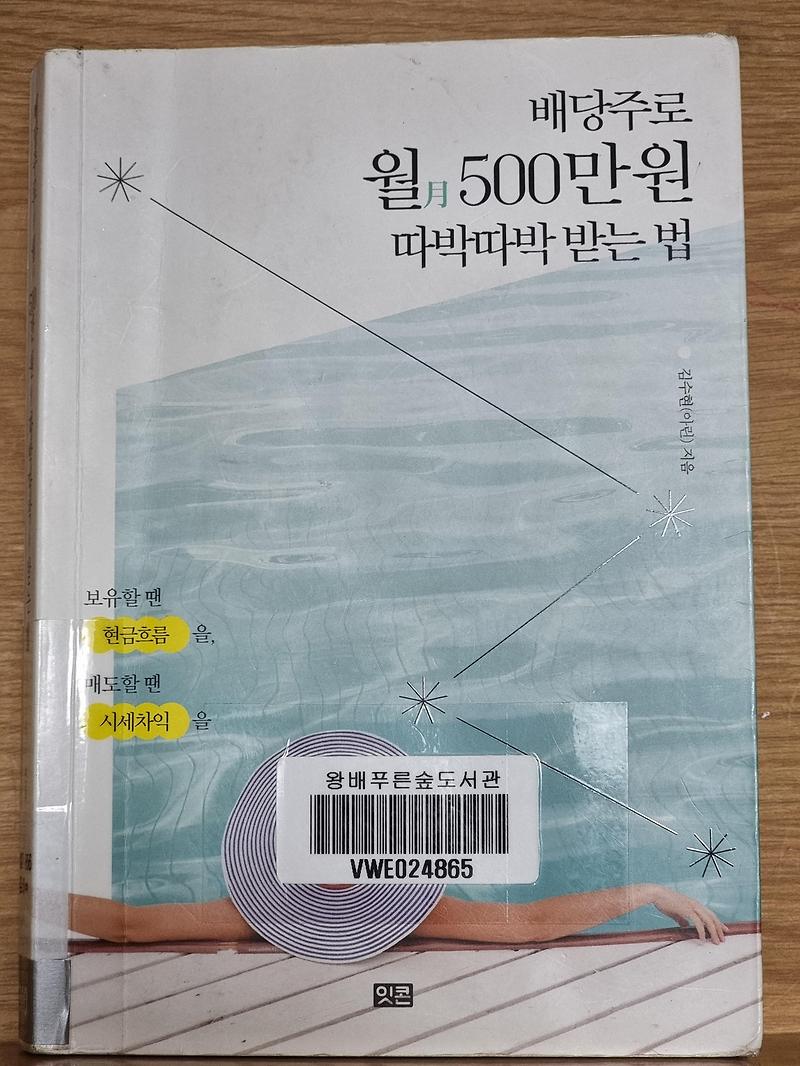 배당주로
월月500만원
따박따박 받는 법
김수현(아린) 지음
보유할 땐
현금흐름을,
매도할 땐
시세차익을
왕배푸른숲도서관
VWE024865
잇콘